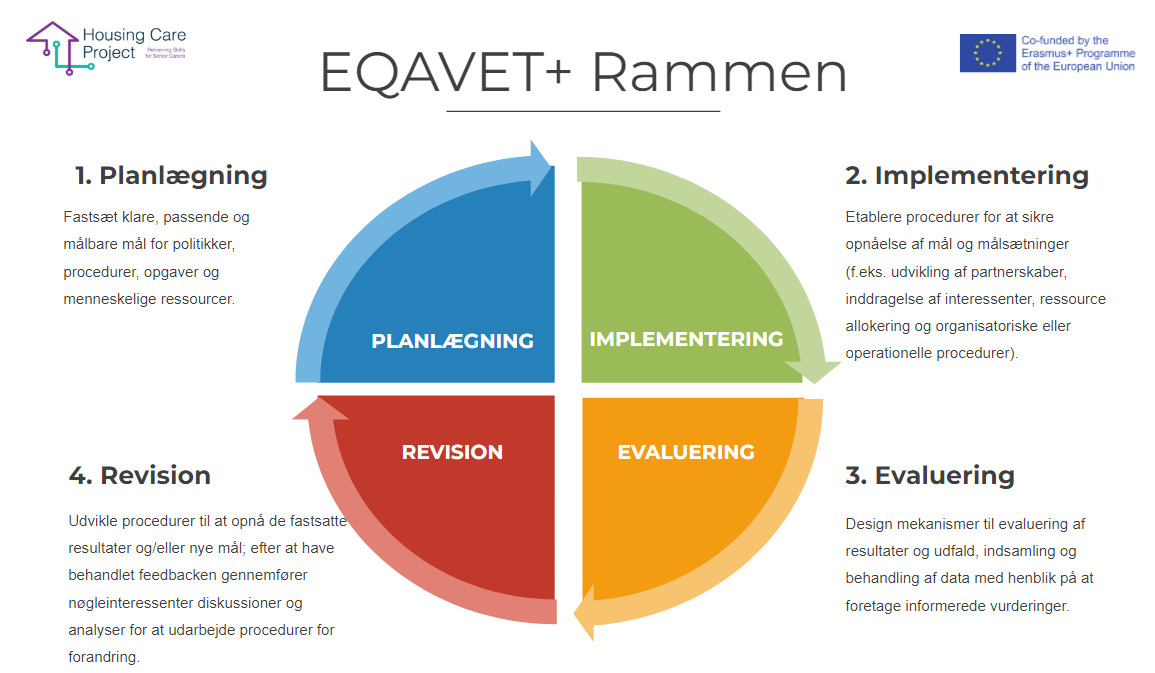 Housing Care
Project
Retraining Skills
for Senior Carers
EQAVET+ Rammen
Co-funded by the
Erasmus+ Programme
of the European Union
1. Planlægning
Fastsæt klare, passende og
målbare mål for politikker,
procedurer, opgaver og
menneskelige ressourcer.
2. Implementering
Etablere procedurer for at sikre
opnåelse af mål og målsætninger
(f.eks. udvikling af partnerskaber,
inddragelse af interessenter, ressource
allokering og organisatoriske eller
operationelle procedurer).
PLANLÆGNING
IMPLEMENTERING
REVISION
EVALUERING
4. Revision
Udvikle procedurer til at opnå de fastsatte
resultater og/eller nye mål; efter at have
behandlet feedbacken gennemfører
nøgleinteressenter diskussioner og
analyser for at udarbejde procedurer for
forandring.
3. Evaluering
Design mekanismer til evaluering af
resultater og udfald, indsamling og
behandling af data med henblik på at
foretage informerede vurderinger.